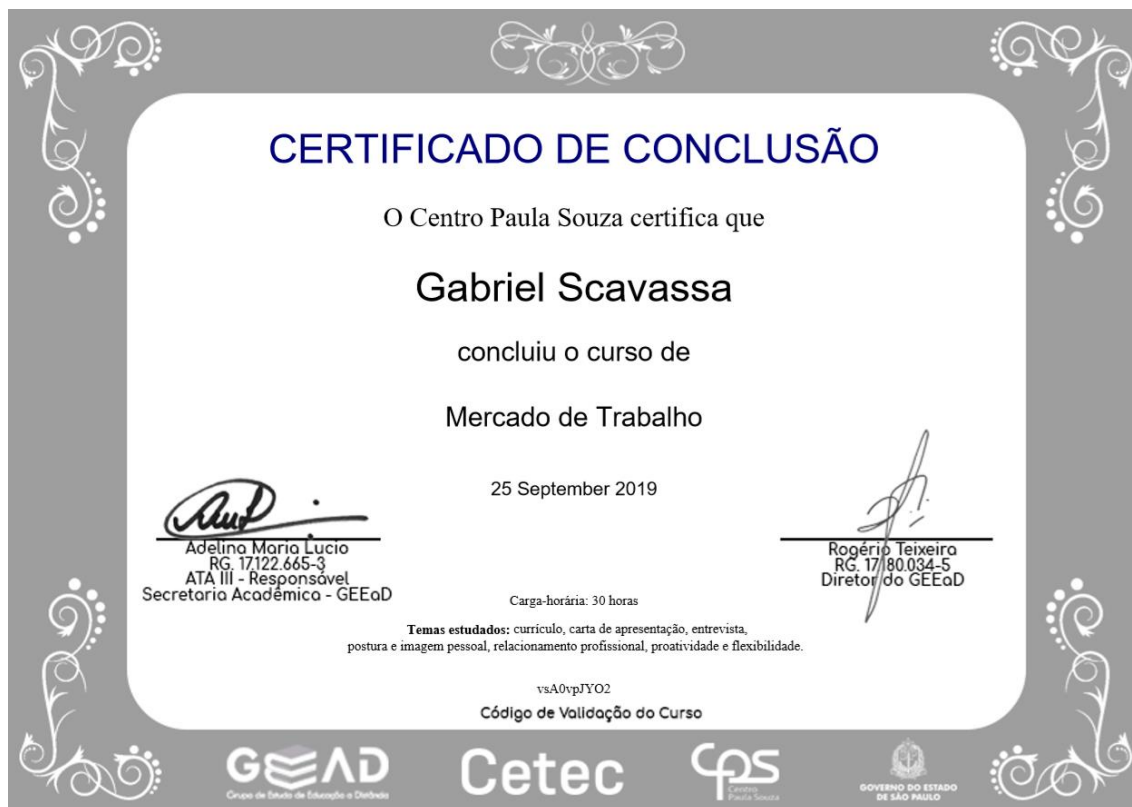 CERTIFICADO DE CONCLUSÃO
O Centro Paula Souza certifica que
Gabriel Scavassa
concluiu o curso de
Mercado de Trabalho
25 September 2019
Adelina Maria Lucio
RG. 17.122.665-3
ATA III - Responsável
Secretaria Acadêmica - GEEaD
Rogério Teixeira
RG. 17 80.034-5
Diretor do GEEaD
Carga-horária: 30 horas
Temas estudados: currículo, carta de apresentação, entrevista,
postura e imagem pessoal, relacionamento profissional, proatividade e flexibilidade.
vsA0vpJYO2
Código de Validação do Curso
GEEAD
Grupo de Estudo de Educação a Distância
Cetec
CPS
Centro
Paula Souza
GOVERNO DO ESTADO
DE SÃO PAULO